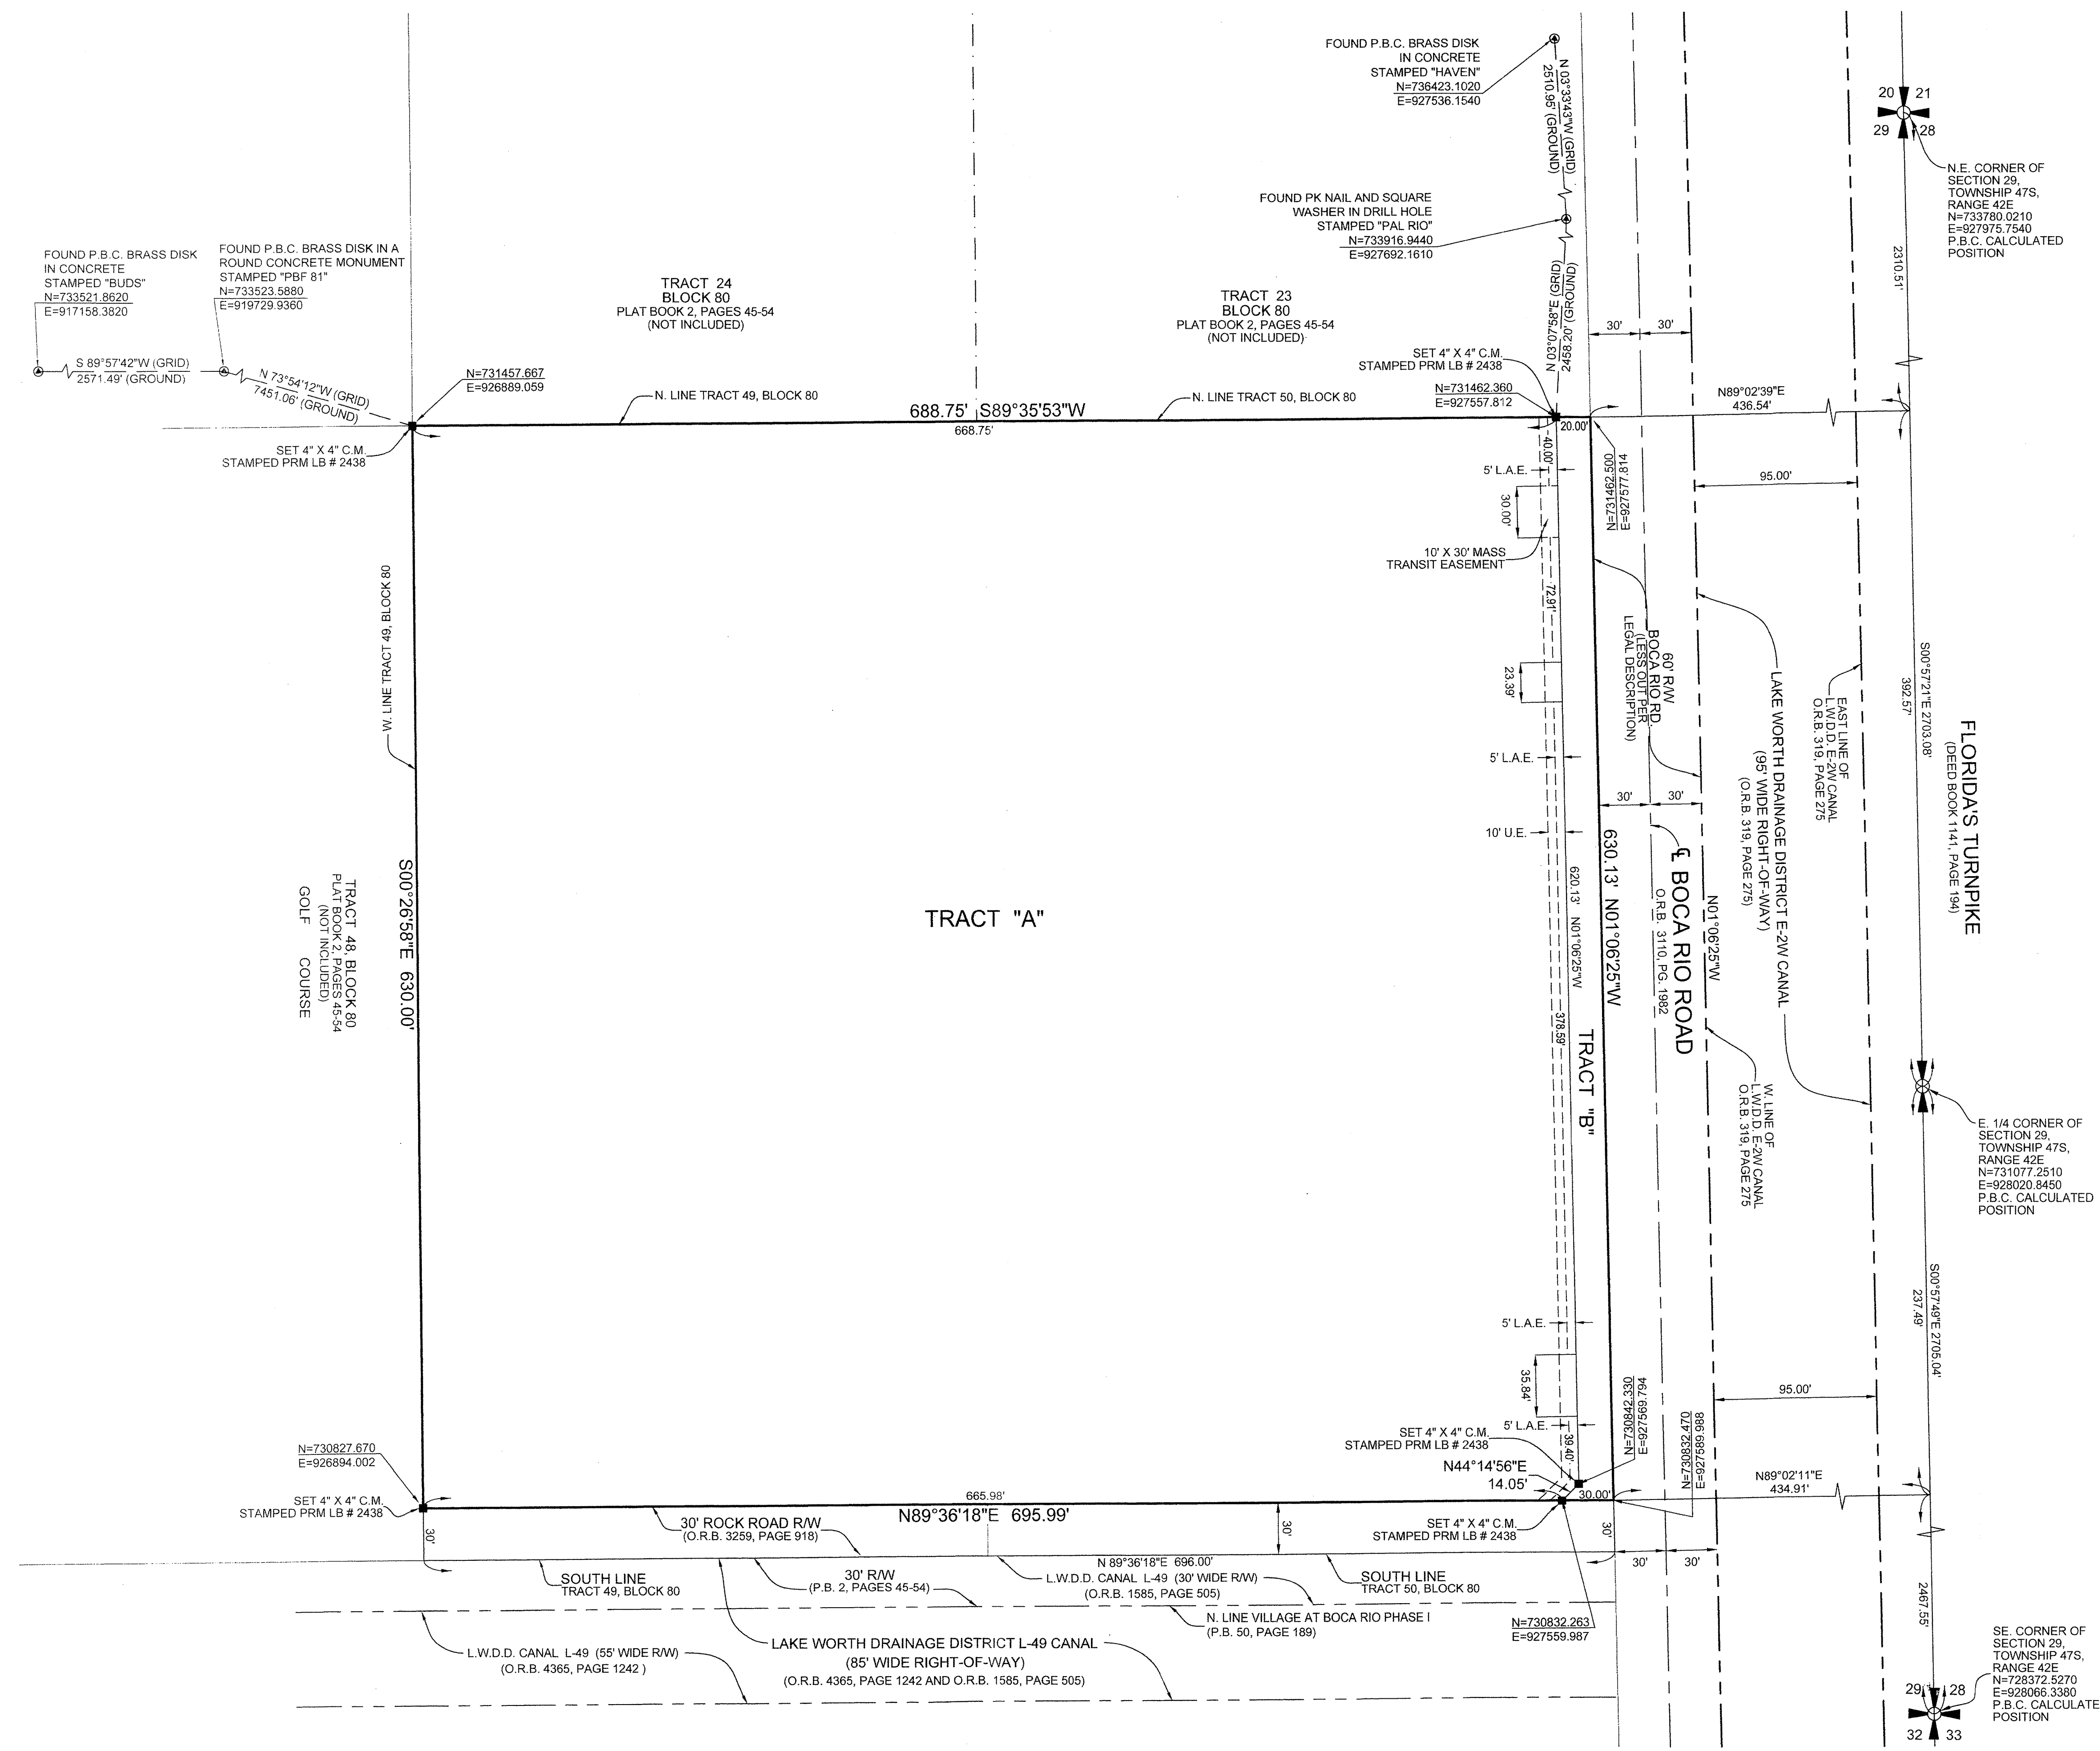 FOUND P.B.C. BRASS DISK
IN CONCRETE
STAMPED "HAVEN"
N=736423.1020
E=927536.1540
N 03°33'43"W (GRID)
2510.95' (GROUND)
20
21
29
28
N.E. CORNER OF
SECTION 29,
TOWNSHIP 47S,
RANGE 42E
N=733780.0210
E=927975.7540
P.B.C. CALCULATED
POSITION
FOUND PK NAIL AND SQUARE
WASHER IN DRILL HOLE
STAMPED "PAL RIO"
N=733916.9440
E=927692.1610
N 03°07'58"E (GRID)
2458.20' (GROUND)
2310.51'
FOUND P.B.C. BRASS DISK
IN CONCRETE
STAMPED "BUDS"
N=733521.8620
E=917158.3820
FOUND P.B.C. BRASS DISK IN A
ROUND CONCRETE MONUMENT
STAMPED "PBF 81"
N=733523.5880
E=919729.9360
S 89°57'42"W (GRID)
2571.49' (GROUND)
N 73°54'12"W (GRID)
7451.06' (GROUND)
TRACT 24
BLOCK 80
PLAT BOOK 2, PAGES 45-54
(NOT INCLUDED)
TRACT 23
BLOCK 80
PLAT BOOK 2, PAGES 45-54
(NOT INCLUDED)
30'
30'
SET 4" X 4" C.M.
STAMPED PRM LB # 2438
N=731462.360
E=927557.812
N=731457.667
E=926889.059
N. LINE TRACT 49, BLOCK 80
688.75' S89°35'53"W
668.75'
N. LINE TRACT 50, BLOCK 80
20.00'
N89°02'39"E
436.54'
SET 4" X 4" C.M.
STAMPED PRM LB # 2438
40.00'
5' L.A.E.
30.00'
N=731462.500
E=927577.814
95.00'
10' X 30' MASS
TRANSIT EASEMENT
72.91'
23.39'
W. LINE TRACT 49, BLOCK 80
60' R/W
BOCA RIO RD.
(LESS OUT PER
LEGAL DESCRIPTION)
LAKE WORTH DRAINAGE DISTRICT E-2W CANAL
(95' WIDE RIGHT-OF-WAY)
(O.R.B. 319, PAGE 275)
EAST LINE OF
L.W.D.D. E-2W CANAL
O.R.B. 319, PAGE 275
S00°57'21"E 2703.08'
392.57'
FLORIDA'S TURNPIKE
(DEED BOOK 1141, PAGE 194)
5' L.A.E.
30'
30'
10' U.E.
620.13' N01°06'25"W
630.13' N01°06'25"W
℄ BOCA RIO ROAD
O.R.B. 3110, PG. 1982
N01°06'25"W
TRACT "A"
S00°26'58"E 630.00'
TRACT 48, BLOCK 80
PLAT BOOK 2, PAGES 45-54
(NOT INCLUDED)
GOLF COURSE
378.59'
TRACT "B"
W. LINE OF
L.W.D.D. E-2W CANAL
O.R.B. 319, PAGE 275
E. 1/4 CORNER OF
SECTION 29,
TOWNSHIP 47S,
RANGE 42E
N=731077.2510
E=928020.8450
P.B.C. CALCULATED
POSITION
S00°57'49"E 2705.04'
237.49'
5' L.A.E.
35.84'
N=730842.330
E=927569.794
N=730832.470
E=927589.988
95.00'
5' L.A.E.
39.40'
SET 4" X 4" C.M.
STAMPED PRM LB # 2438
N44°14'56"E
14.05'
30.00'
N89°02'11"E
434.91'
N=730827.670
E=926894.002
SET 4" X 4" C.M.
STAMPED PRM LB # 2438
665.98'
N89°36'18"E 695.99'
30' ROCK ROAD R/W
(O.R.B. 3259, PAGE 918)
30'
30'
SET 4" X 4" C.M.
STAMPED PRM LB # 2438
30'
30'
30'
SOUTH LINE
TRACT 49, BLOCK 80
30' R/W
(P.B. 2, PAGES 45-54)
N 89°36'18"E 696.00'
L.W.D.D. CANAL L-49 (30' WIDE R/W)
(O.R.B. 1585, PAGE 505)
SOUTH LINE
TRACT 50, BLOCK 80
N. LINE VILLAGE AT BOCA RIO PHASE I
(P.B. 50, PAGE 189)
N=730832.263
E=927559.987
L.W.D.D. CANAL L-49 (55' WIDE R/W)
(O.R.B. 4365, PAGE 1242 )
LAKE WORTH DRAINAGE DISTRICT L-49 CANAL
(85' WIDE RIGHT-OF-WAY)
(O.R.B. 4365, PAGE 1242 AND O.R.B. 1585, PAGE 505)
2467.55'
SE. CORNER OF
SECTION 29,
TOWNSHIP 47S,
RANGE 42E
N=728372.5270
E=928066.3380
P.B.C. CALCULATE
POSITION
29
28
32
33